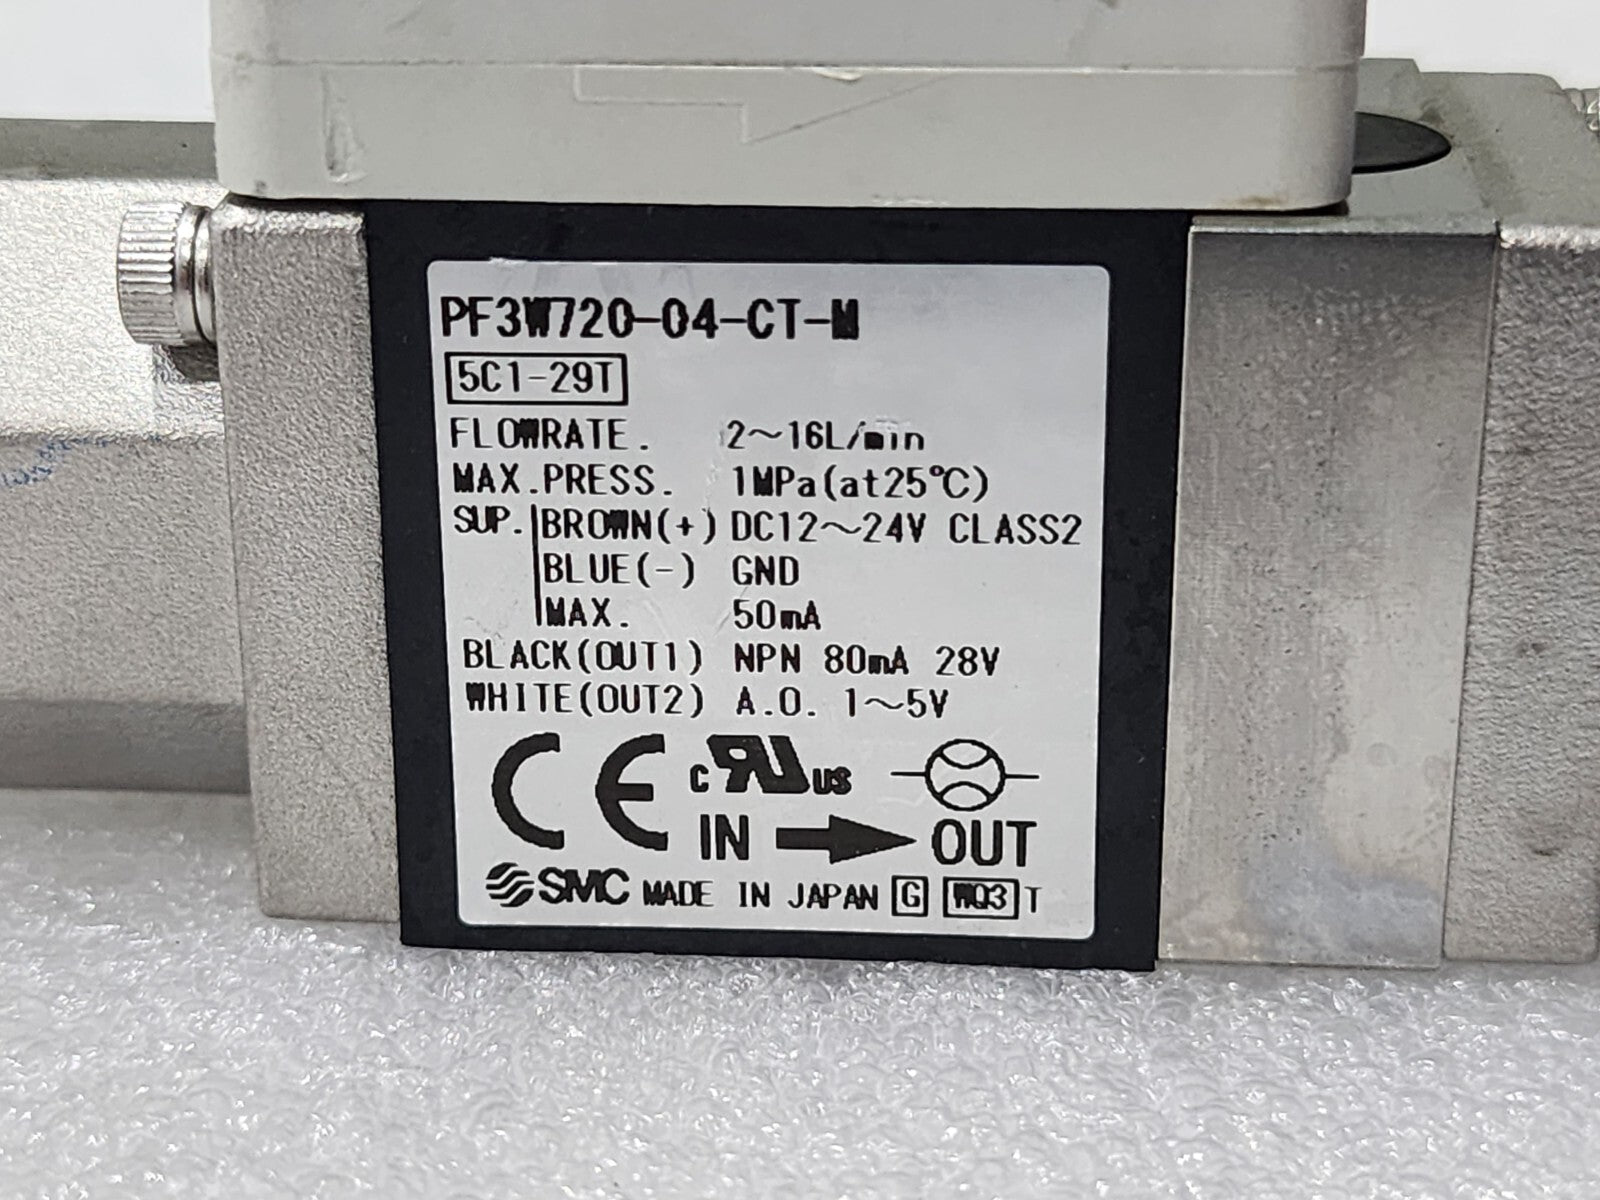 PF3W720-04-CT-M
5C1-29T
FLOWRATE. 2~16L/min
MAX.PRESS. 1MPa(at25℃)
SUP. BROWN(+) DC12~24V CLASS2
BLUE(-) GND
MAX. 50mA
BLACK(OUT1) NPN 80mA 28V
WHITE(OUT2) A.O. 1~5V
CE c RU US
IN OUT
SMC MADE IN JAPAN G WQ3 T